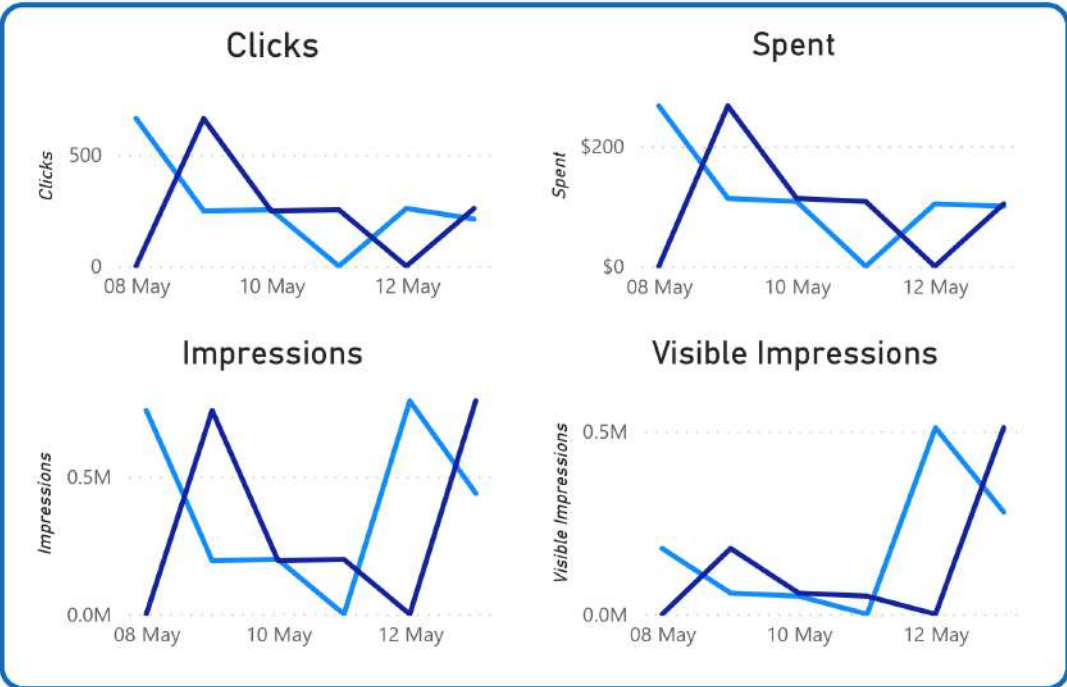 Clicks
Clicks
500
0
08 May 10 May 12 May
Spent
Spent
$200
$0
08 May 10 May 12 May
Impressions
Impressions
0.5M
0.0M
08 May 10 May 12 May
Visible Impressions
Visible Impressions
0.5M
0.0M
08 May 10 May 12 May